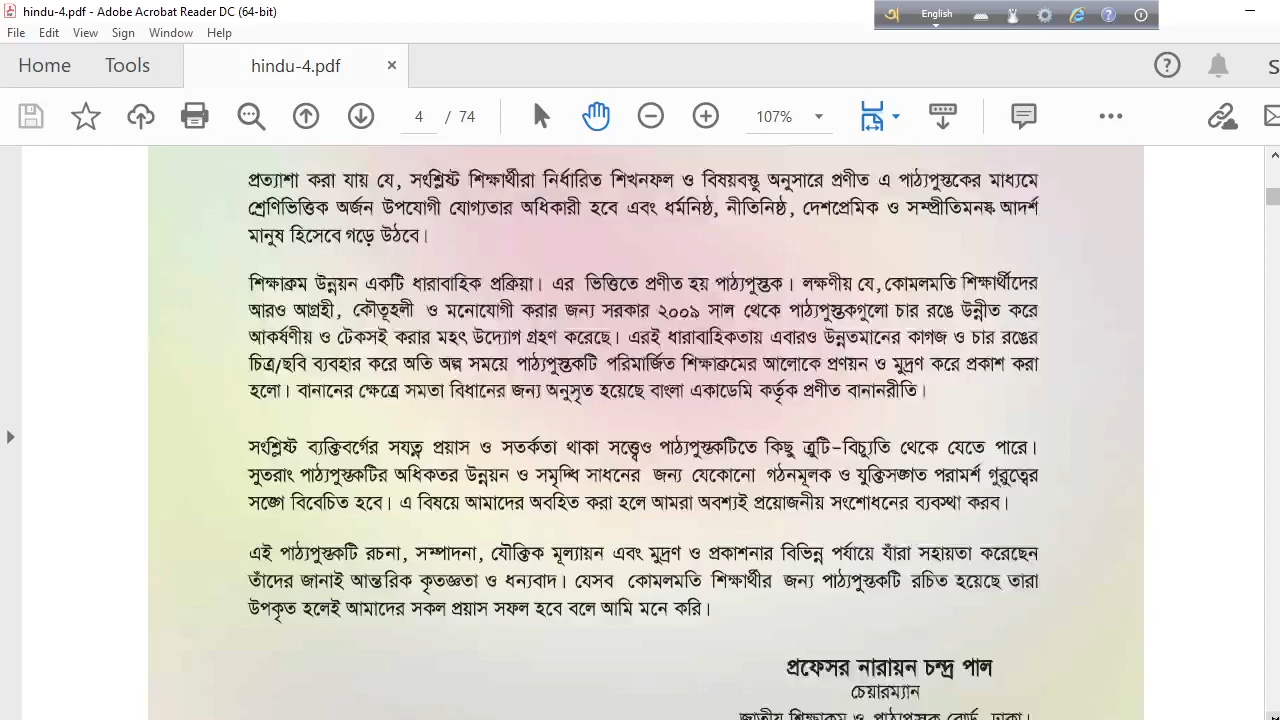 hindu-4.pdf - Adobe Acrobat Reader DC (64-bit)
English
File Edit View Sign Window Help
Home Tools hindu-4.pdf ×
4 / 74 107%
প্রত্যাশা করা যায় যে, সংশ্লিষ্ট শিক্ষার্থীরা নির্ধারিত শিখনফল ও বিষয়বস্তু অনুসারে প্রণীত এ পাঠ্যপুস্তকের মাধ্যমে
শ্রেণিভিত্তিক অর্জন উপযোগী যোগ্যতার অধিকারী হবে এবং ধর্মনিষ্ঠ, নীতিনিষ্ঠ, দেশপ্রেমিক ও সম্প্রীতিমনষ্ক আদর্শ
মানুষ হিসেবে গড়ে উঠবে।
শিক্ষাক্রম উন্নয়ন একটি ধারাবাহিক প্রক্রিয়া। এর ভিত্তিতে প্রণীত হয় পাঠ্যপুস্তক। লক্ষণীয় যে, কোমলমতি শিক্ষার্থীদের
আরও আগ্রহী, কৌতূহলী ও মনোযোগী করার জন্য সরকার ২০০৯ সাল থেকে পাঠ্যপুস্তকগুলো চার রঙে উন্নীত করে
আকর্ষণীয় ও টেকসই করার মহৎ উদ্যোগ গ্রহণ করেছে। এরই ধারাবাহিকতায় এবারও উন্নতমানের কাগজ ও চার রঙের
চিত্র/ছবি ব্যবহার করে অতি অল্প সময়ে পাঠ্যপুস্তকটি পরিমার্জিত শিক্ষাক্রমের আলোকে প্রণয়ন ও মুদ্রণ করে প্রকাশ করা
হলো। বানানের ক্ষেত্রে সমতা বিধানের জন্য অনুসৃত হয়েছে বাংলা একাডেমি কর্তৃক প্রণীত বানানরীতি।
সংশ্লিষ্ট ব্যক্তিবর্গের সযত্ন প্রয়াস ও সতর্কতা থাকা সত্ত্বেও পাঠ্যপুস্তকটিতে কিছু ত্রুটি-বিচ্যুতি থেকে যেতে পারে।
সুতরাং পাঠ্যপুস্তকটির অধিকতর উন্নয়ন ও সমৃদ্ধি সাধনের জন্য যেকোনো গঠনমূলক ও যুক্তিসঙ্গত পরামর্শ গুরুত্বের
সঙ্গে বিবেচিত হবে। এ বিষয়ে আমাদের অবহিত করা হলে আমরা অবশ্যই প্রয়োজনীয় সংশোধনের ব্যবস্থা করব।
এই পাঠ্যপুস্তকটি রচনা, সম্পাদনা, যৌক্তিক মূল্যায়ন এবং মুদ্রণ ও প্রকাশনার বিভিন্ন পর্যায়ে যাঁরা সহায়তা করেছেন
তাঁদের জানাই আন্তরিক কৃতজ্ঞতা ও ধন্যবাদ। যেসব কোমলমতি শিক্ষার্থীর জন্য পাঠ্যপুস্তকটি রচিত হয়েছে তারা
উপকৃত হলেই আমাদের সকল প্রয়াস সফল হবে বলে আমি মনে করি।
প্রফেসর নারায়ন চন্দ্র পাল
চেয়ারম্যান
জাতীয় শিক্ষাক্রম ও পাঠ্যপুস্তক বোর্ড, ঢাকা।